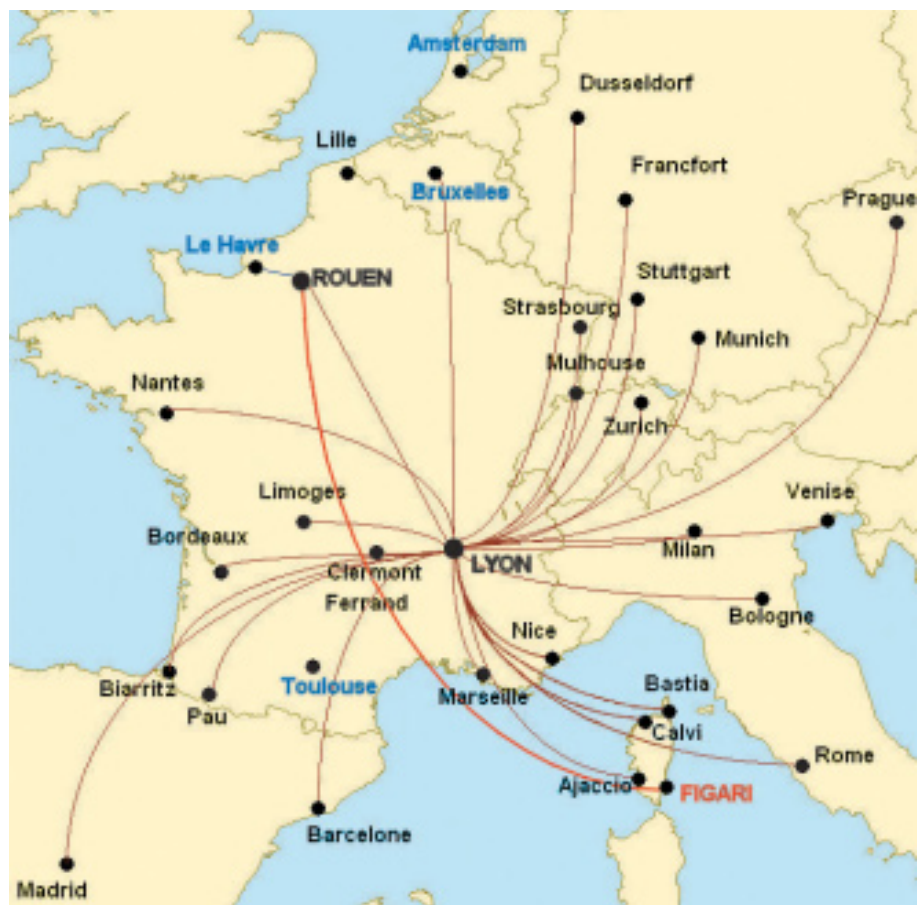 Amsterdam
Dusseldorf
Lille
Francfort
Bruxelles
Prague
Le Havre
ROUEN
Stuttgart
Strasbourg
Munich
Mulhouse
Nantes
Zurich
Limoges
Venise
Bordeaux
Milan
LYON
Clermont
Ferrand
Bologne
Nice
Biarritz
Toulouse
Marseille
Bastia
Pau
Calvi
Rome
Ajaccio
FIGARI
Barcelone
Madrid